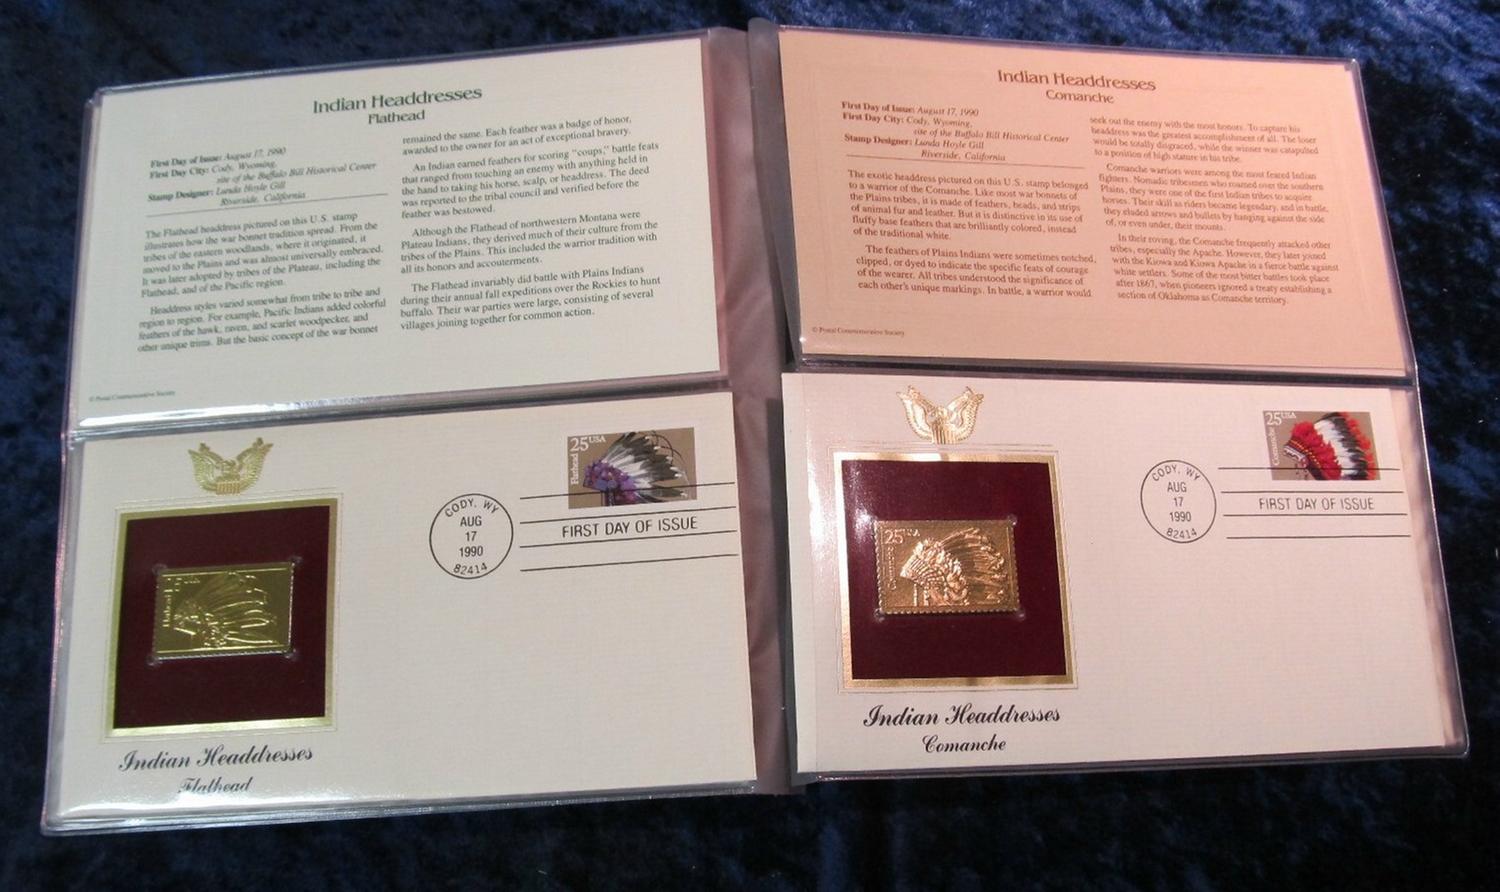 Indian Headdresses
Flathead
First Day of Issue: August 17, 1990
First Day City: Cody, Wyoming,
site of the Buffalo Bill Historical Center
Stamp Designer: Lunda Hoyle Gill
Riverside, California
The Flathead headdress pictured on this U.S. stamp
illustrates how the war bonnet tradition spread. From the
tribes of the eastern woodlands, where it originated, it
moved to the Plains and was almost universally embraced.
It was later adopted by tribes of the Plateau, including the
Flathead, and of the Pacific region.
Headdress styles varied somewhat from tribe to tribe and
region to region. For example, Pacific Indians added colorful
feathers of the hawk, raven, and scarlet woodpecker, and
other unique trims. But the basic concept of the war bonnet
remained the same. Each feather was a badge of honor,
awarded to the owner for an act of exceptional bravery.
An Indian earned feathers for scoring "coups," battle feats
that ranged from touching an enemy with anything held in
the hand to taking his horse, scalp, or headdress. The deed
was reported to the tribal council and verified before the
feather was bestowed.
Although the Flathead of northwestern Montana were
Plateau Indians, they derived much of their culture from the
tribes of the Plains. This included the warrior tradition with
all its honors and accouterments.
The Flathead invariably did battle with Plains Indians
during their annual fall expeditions over the Rockies to hunt
buffalo. Their war parties were large, consisting of several
villages joining together for common action.
© Postal Commemorative Society
Indian Headdresses
Comanche
First Day of Issue: August 17, 1990
First Day City: Cody, Wyoming,
site of the Buffalo Bill Historical Center
Stamp Designer: Lunda Hoyle Gill
Riverside, California
The exotic headdress pictured on this U.S. stamp belonged
to a warrior of the Comanche. Like most war bonnets of
the Plains tribes, it is made of feathers, beads, and strips
of animal fur and leather. But it is distinctive in its use of
fluffy base feathers that are brilliantly colored, instead
of the traditional white.
The feathers of Plains Indians were sometimes notched,
clipped, or dyed to indicate the specific feats of courage
of the wearer. All tribes understood the significance of
each other's unique markings. In battle, a warrior would
seek out the enemy with the most honors. To capture his
headdress was the greatest accomplishment of all. The loser
would be totally disgraced, while the winner was catapulted
to a position of high stature in his tribe.
Comanche warriors were among the most feared Indian
fighters. Nomadic tribesmen who roamed over the southern
Plains, they were one of the first Indian tribes to acquire
horses. Their skill as riders became legendary, and in battle,
they eluded arrows and bullets by hanging against the side
of, or even under, their mounts.
In their roving, the Comanche frequently attacked other
tribes, especially the Apache. However, they later joined
with the Kiowa and Kiowa Apache in a fierce battle against
white settlers. Some of the most bitter battles took place
after 1867, when pioneers ignored a treaty establishing a
section of Oklahoma as Comanche territory.
© Postal Commemorative Society
25 USA
Flathead
CODY, WY
AUG
17
1990
82414
FIRST DAY OF ISSUE
USA
Flathead
Indian Headdresses
Flathead
25 USA
Comanche
CODY, WY
AUG
17
1990
82414
FIRST DAY OF ISSUE
25 USA
Comanche
Indian Headdresses
Comanche